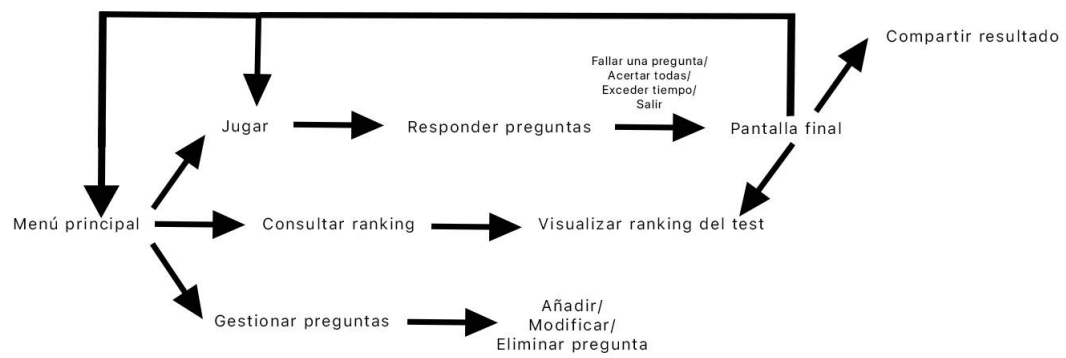 Compartir resultado
Fallar una pregunta/
Acertar todas/
Exceder tiempo/
Salir
Jugar
Responder preguntas
Pantalla final
Menú principal
Consultar ranking
Visualizar ranking del test
Gestionar preguntas
Añadir/
Modificar/
Eliminar pregunta